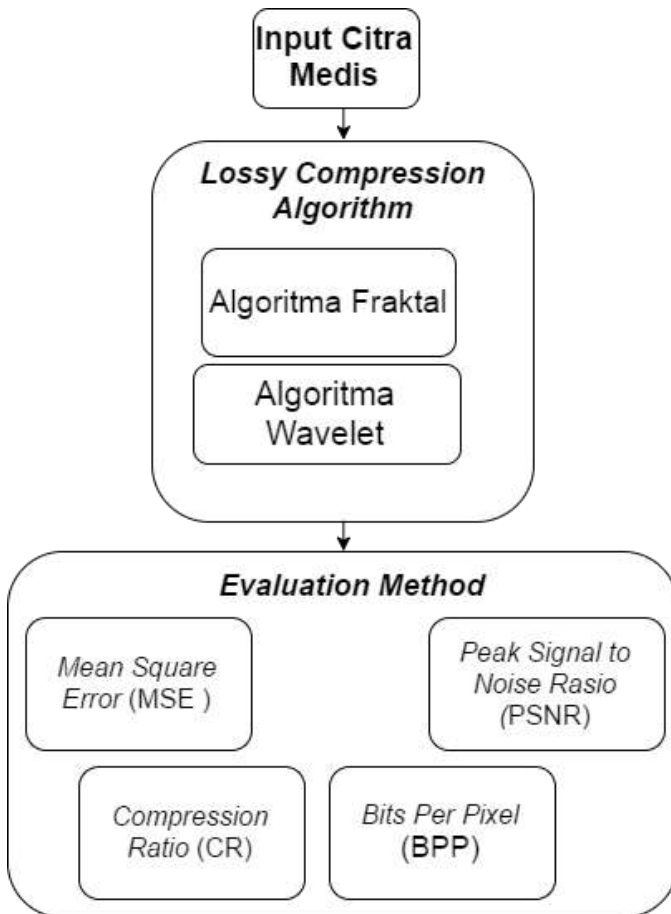 Input Citra
Medis
Lossy Compression
Algorithm
Algoritma Fraktal
Algoritma
Wavelet
Evaluation Method
Mean Square
Error (MSE )
Peak Signal to
Noise Rasio
(PSNR)
Compression
Ratio (CR)
Bits Per Pixel
(BPP)